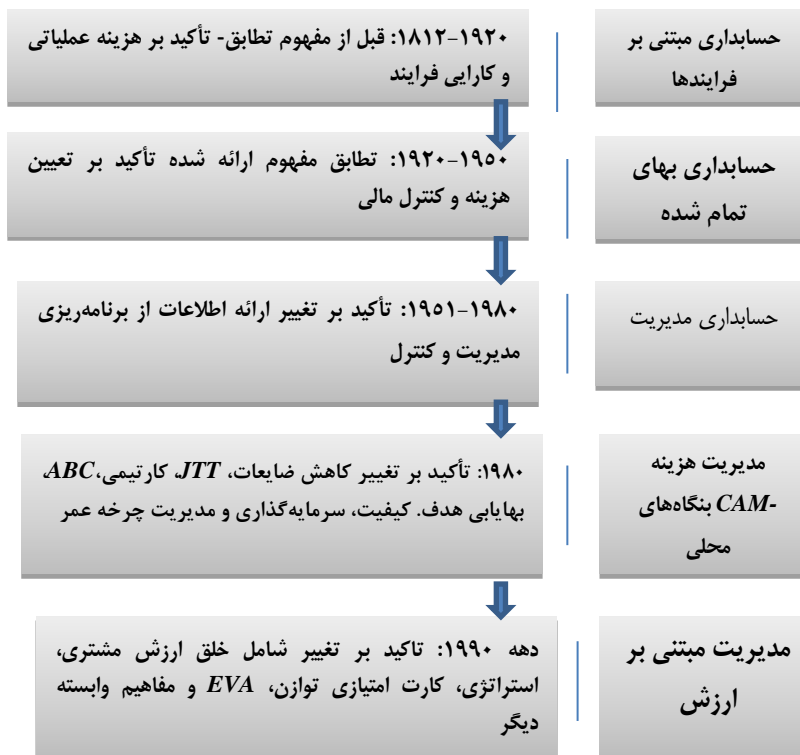 حسابداری مبتنی بر
فرایندها
۱۸۱۲-۱۹۲۰: قبل از مفهوم تطابق- تأکید بر هزینه عملیاتی
و کارایی فرایند
حسابداری بهای
تمام شده
۱۹۲۰-۱۹۵۰: تطابق مفهوم ارائه شده تأکید بر تعیین
هزینه و کنترل مالی
حسابداری مدیریت
۱۹۵۱-۱۹۸۰: تأکید بر تغییر ارائه اطلاعات از برنامه‌ریزی
مدیریت و کنترل
مدیریت هزینه
-CAM بنگاه‌های
محلی
۱۹۸۰: تأکید بر تغییر کاهش ضایعات، JTT، کارتیمی، ABC،
بهایابی هدف. کیفیت، سرمایه‌گذاری و مدیریت چرخه عمر
مدیریت مبتنی بر
ارزش
دهه ۱۹۹۰: تاکید بر تغییر شامل خلق ارزش مشتری،
استراتژی، کارت امتیازی توازن، EVA و مفاهیم وابسته
دیگر